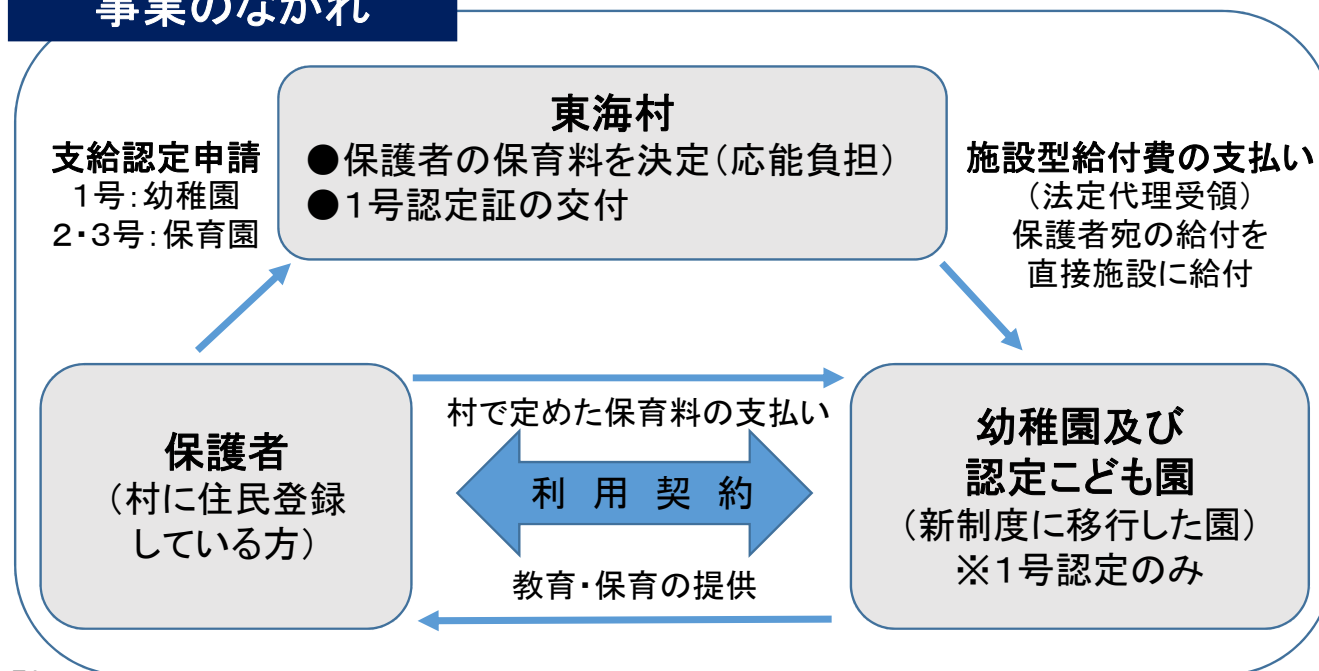 事業のながれ
東海村
●保護者の保育料を決定(応能負担)
●1号認定証の交付
支給認定申請
1号:幼稚園
2・3号:保育園
施設型給付費の支払い
(法定代理受領)
保護者宛の給付を
直接施設に給付
保護者
(村に住民登録
している方)
村で定めた保育料の支払い
利用契約
教育・保育の提供
幼稚園及び
認定こども園
(新制度に移行した園)
※1号認定のみ